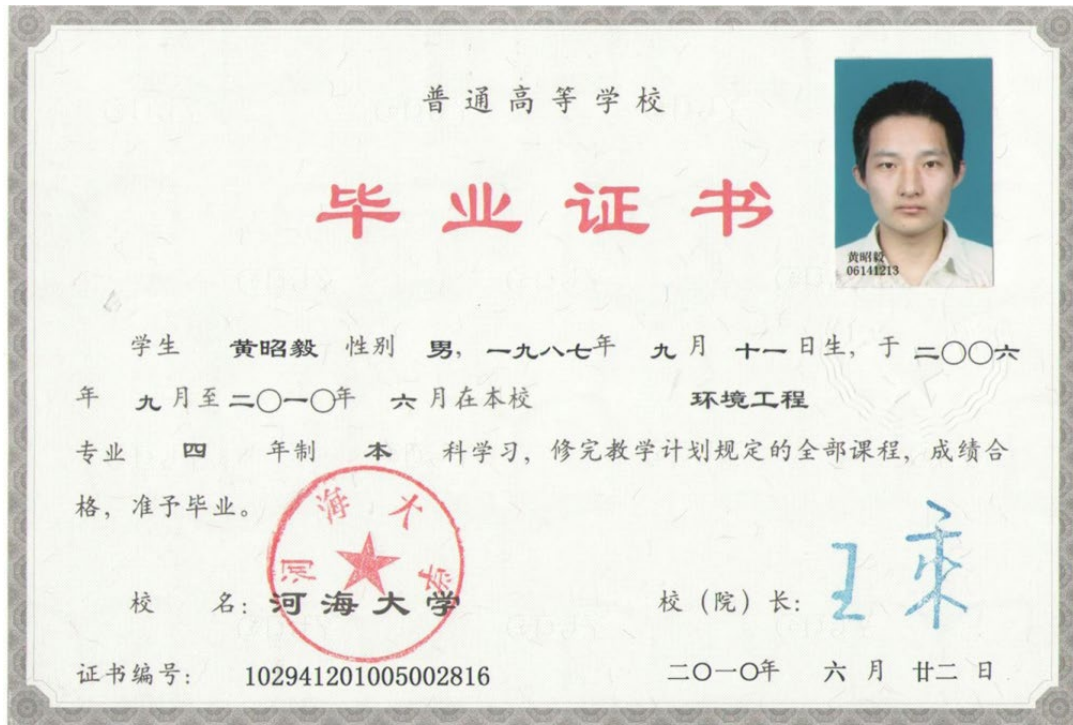 普通高等学校
毕业证书
黄昭毅
06141213
学生 黄昭毅 性别 男，一九八七年 九月 十一日生，于二〇〇六
年 九月至二〇一〇年 六月在本校 环境工程
专业 四 年制 本 科学习，修完教学计划规定的全部课程，成绩合
格，准予毕业。
河海大学
校 名：河海大学 校（院）长：王乘
证书编号： 102941201005002816 二〇一〇年 六月 廿二日